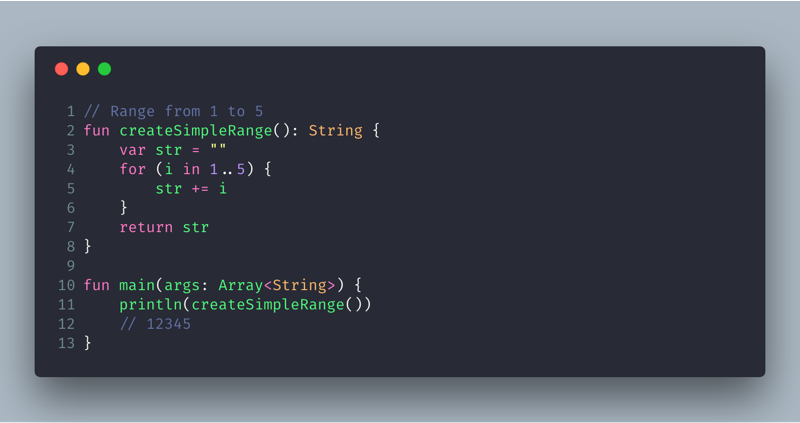 1 // Range from 1 to 5
2 fun createSimpleRange(): String {
3     var str = ""
4     for (i in 1..5) {
5         str += i
6     }
7     return str
8 }
9
10 fun main(args: Array<String>) {
11     println(createSimpleRange())
12     // 12345
13 }